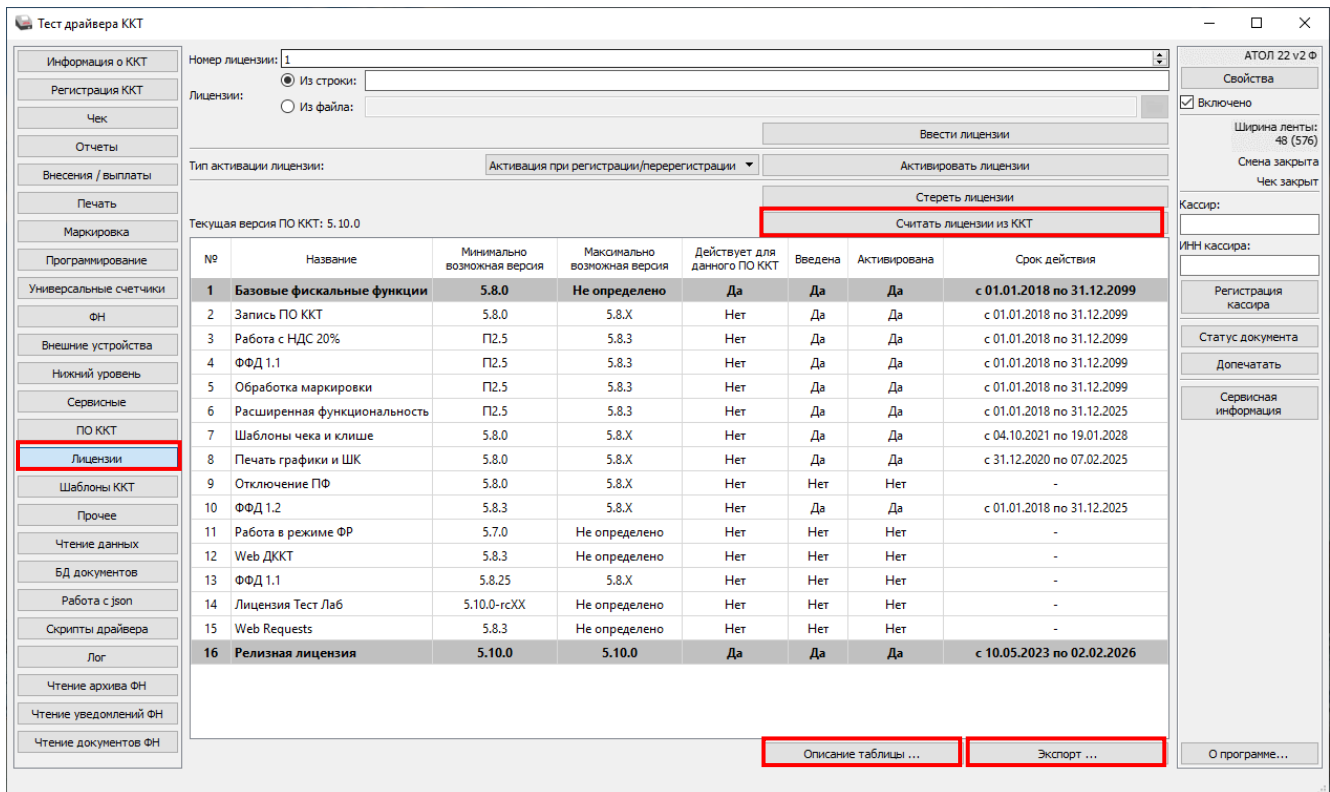 Тест драйвера ККТ
Информация о ККТ
Регистрация ККТ
Чек
Отчеты
Внесения / выплаты
Печать
Маркировка
Программирование
Универсальные счетчики
ФН
Внешние устройства
Нижний уровень
Сервисные
ПО ККТ
Лицензии
Шаблоны ККТ
Прочее
Чтение данных
БД документов
Работа с json
Скрипты драйвера
Лог
Чтение архива ФН
Чтение уведомлений ФН
Чтение документов ФН
Номер лицензии: 1
Лицензии:
Из строки:
Из файла:
Ввести лицензии
Тип активации лицензии: Активация при регистрации/перерегистрации Активировать лицензии
Стереть лицензии
Текущая версия ПО ККТ: 5.10.0 Считать лицензии из ККТ
№ Название Минимально возможная версия Максимально возможная версия Действует для данного ПО ККТ Введена Активирована Срок действия
1 Базовые фискальные функции 5.8.0 Не определено Да Да Да с 01.01.2018 по 31.12.2099
2 Запись ПО ККТ 5.8.0 5.8.X Нет Да Да с 01.01.2018 по 31.12.2099
3 Работа с НДС 20% П2.5 5.8.3 Нет Да Да с 01.01.2018 по 31.12.2099
4 ФФД 1.1 П2.5 5.8.3 Нет Да Да с 01.01.2018 по 31.12.2099
5 Обработка маркировки П2.5 5.8.3 Нет Да Да с 01.01.2018 по 31.12.2099
6 Расширенная функциональность П2.5 5.8.3 Нет Да Да с 01.01.2018 по 31.12.2025
7 Шаблоны чека и клише 5.8.0 5.8.X Нет Да Да с 04.10.2021 по 19.01.2028
8 Печать графики и ШК 5.8.0 5.8.X Нет Да Да с 31.12.2020 по 07.02.2025
9 Отключение ПФ 5.8.0 5.8.X Нет Нет Нет -
10 ФФД 1.2 5.8.3 5.8.X Нет Да Да с 01.01.2018 по 31.12.2025
11 Работа в режиме ФР 5.7.0 Не определено Нет Нет Нет -
12 Web ДККТ 5.8.3 Не определено Нет Нет Нет -
13 ФФД 1.1 5.8.25 5.8.X Нет Нет Нет -
14 Лицензия Тест Лаб 5.10.0-rcXX Не определено Нет Нет Нет -
15 Web Requests 5.8.3 Не определено Нет Нет Нет -
16 Релизная лицензия 5.10.0 5.10.0 Да Да Да с 10.05.2023 по 02.02.2026
Описание таблицы ... Экспорт ...
АТОЛ 22 v2 Ф
Свойства
Включено
Ширина ленты:
48 (576)
Смена закрыта
Чек закрыт
Кассир:
ИНН кассира:
Регистрация
кассира
Статус документа
Допечатать
Сервисная
информация
О программе...